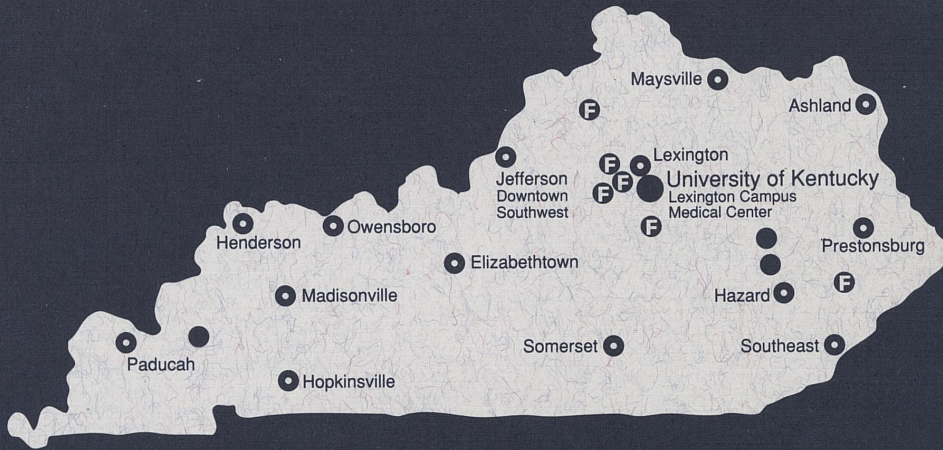 Maysville
Ashland
F
Lexington
F
Jefferson
Downtown
Southwest
University of Kentucky
Lexington Campus
Medical Center
F
F
F
Henderson
Owensboro
Prestonsburg
Elizabethtown
F
Madisonville
Hazard
Paducah
Somerset
Southeast
Hopkinsville